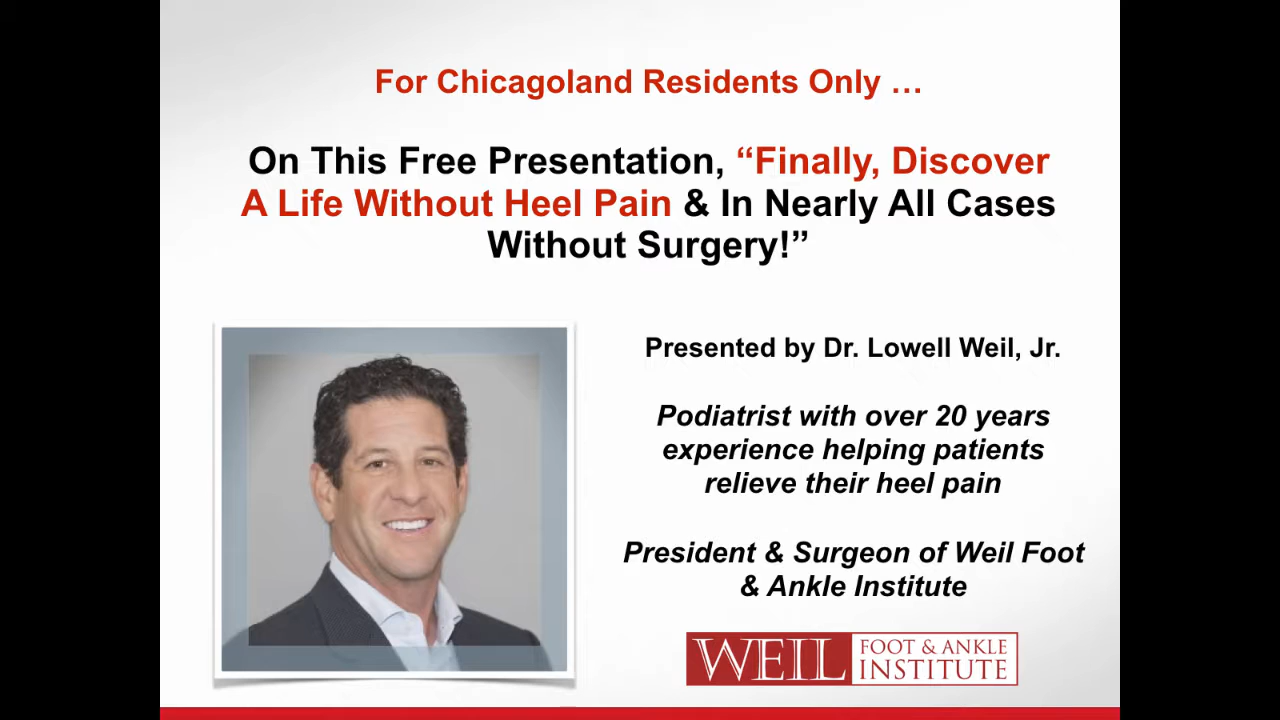 For Chicagoland Residents Only …
On This Free Presentation, “Finally, Discover
A Life Without Heel Pain & In Nearly All Cases
Without Surgery!”
Presented by Dr. Lowell Weil, Jr.
Podiatrist with over 20 years
experience helping patients
relieve their heel pain
President & Surgeon of Weil Foot
& Ankle Institute
WEIL FOOT & ANKLE
INSTITUTE